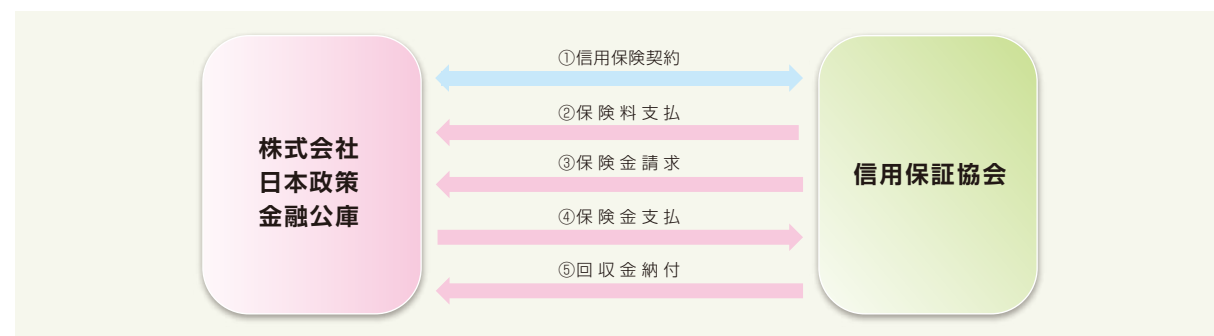 株式会社
日本政策
金融公庫
①信用保険契約
②保険料支払
③保険金請求
④保険金支払
⑤回収金納付
信用保証協会